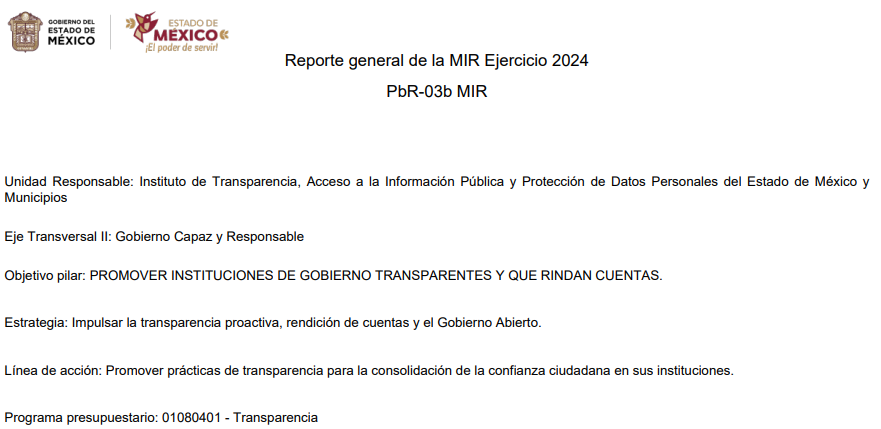 GOBIERNO DEL
ESTADO DE
MÉXICO
ESTADO DE
MÉXICO
¡El poder de servir!
Reporte general de la MIR Ejercicio 2024
PbR-03b MIR
Unidad Responsable: Instituto de Transparencia, Acceso a la Información Pública y Protección de Datos Personales del Estado de México y
Municipios
Eje Transversal II: Gobierno Capaz y Responsable
Objetivo pilar: PROMOVER INSTITUCIONES DE GOBIERNO TRANSPARENTES Y QUE RINDAN CUENTAS.
Estrategia: Impulsar la transparencia proactiva, rendición de cuentas y el Gobierno Abierto.
Línea de acción: Promover prácticas de transparencia para la consolidación de la confianza ciudadana en sus instituciones.
Programa presupuestario: 01080401 - Transparencia